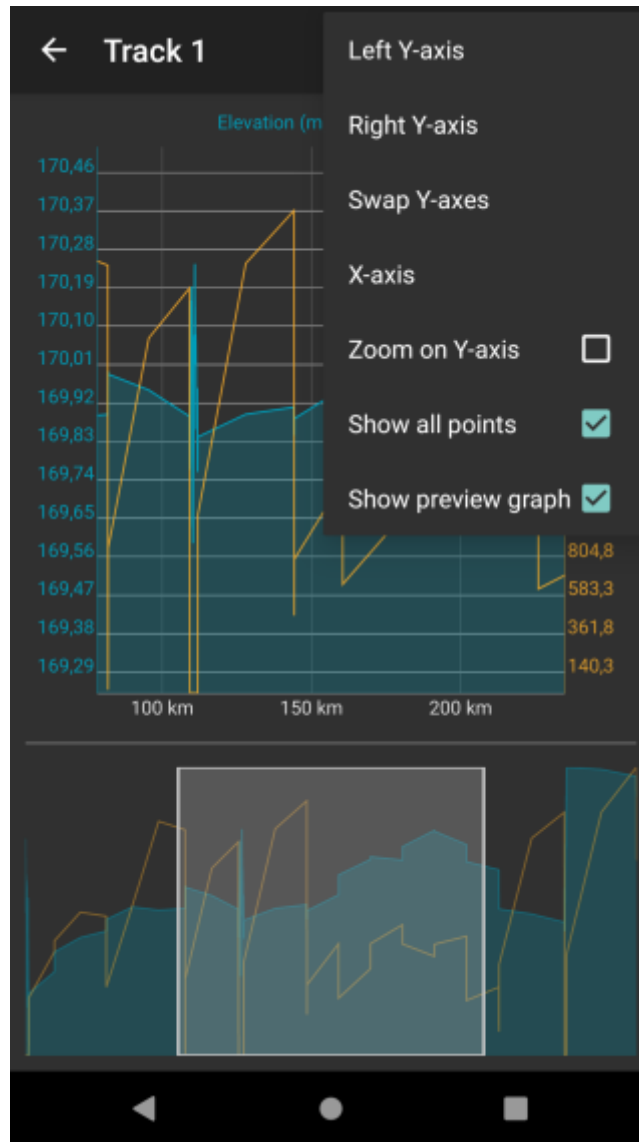 Track 1
Left Y-axis
Right Y-axis
Swap Y-axes
X-axis
Zoom on Y-axis
Show all points
Show preview graph
Elevation (m
170,46
170,37
170,28
170,19
170,10
170,01
169,92
169,83
169,74
169,65
169,56
169,47
169,38
169,29
804,8
583,3
361,8
140,3
100 km
150 km
200 km